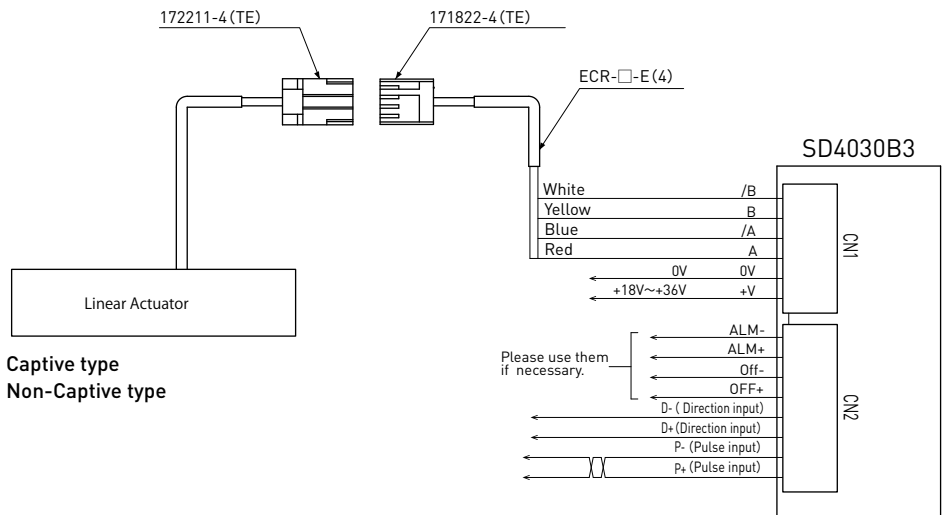 172211-4(TE)
171822-4(TE)
ECR-□-E(4)
SD4030B3
White /B
Yellow B
Blue /A
Red A
0V 0V
+18V～+36V +V
CN1
Linear Actuator
Captive type
Non-Captive type
Please use them
if necessary.
ALM-
ALM+
Off-
OFF+
D- ( Direction input)
D+(Direction input)
P- (Pulse input)
P+ (Pulse input)
CN2